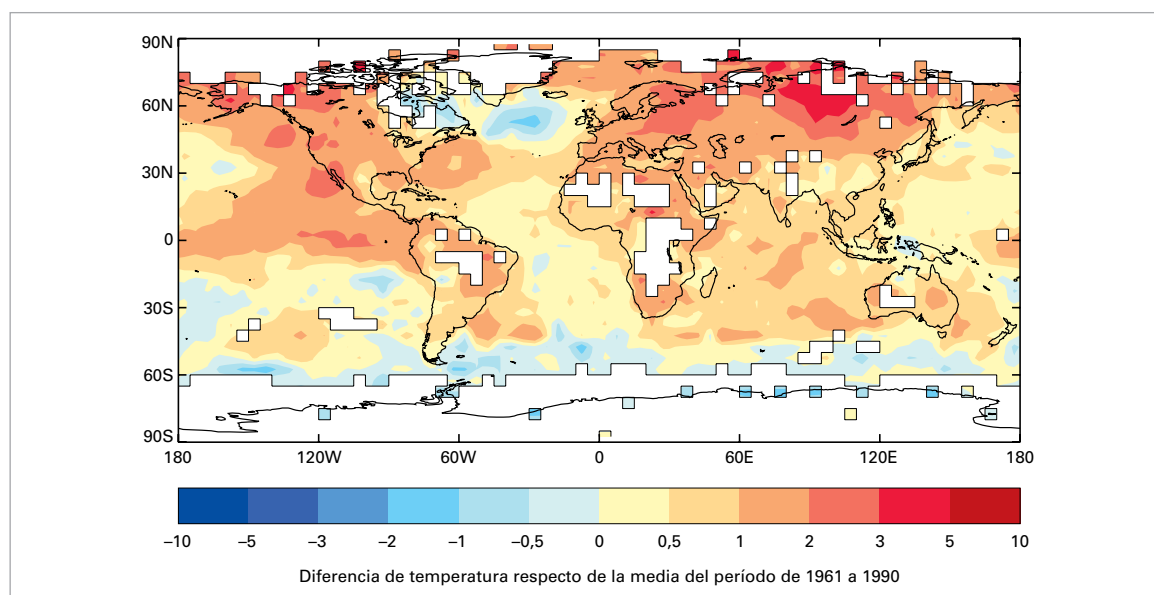 90N
60N
30N
0
30S
60S
90S
180 120W 60W 0 60E 120E 180
–10 –5 –3 –2 –1 –0,5 0 0,5 1 2 3 5 10
Diferencia de temperatura respecto de la media del período de 1961 a 1990